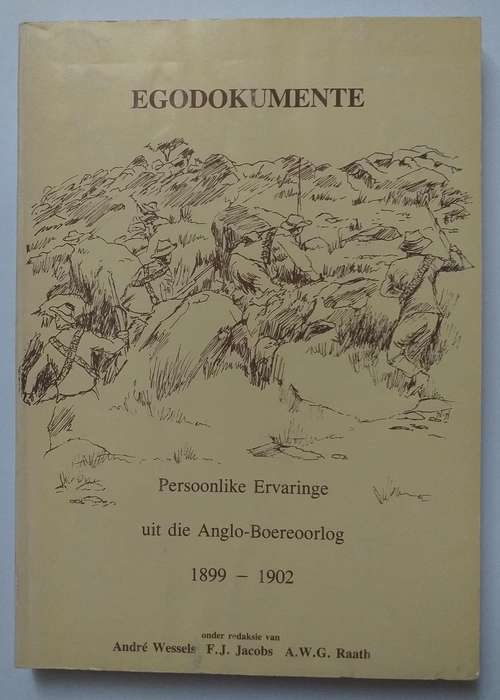 EGODOKUMENTE
Persoonlike Ervaringe
uit die Anglo-Boereoorlog
1899 – 1902
onder redaksie van
André Wessels F.J. Jacobs A.W.G. Raath